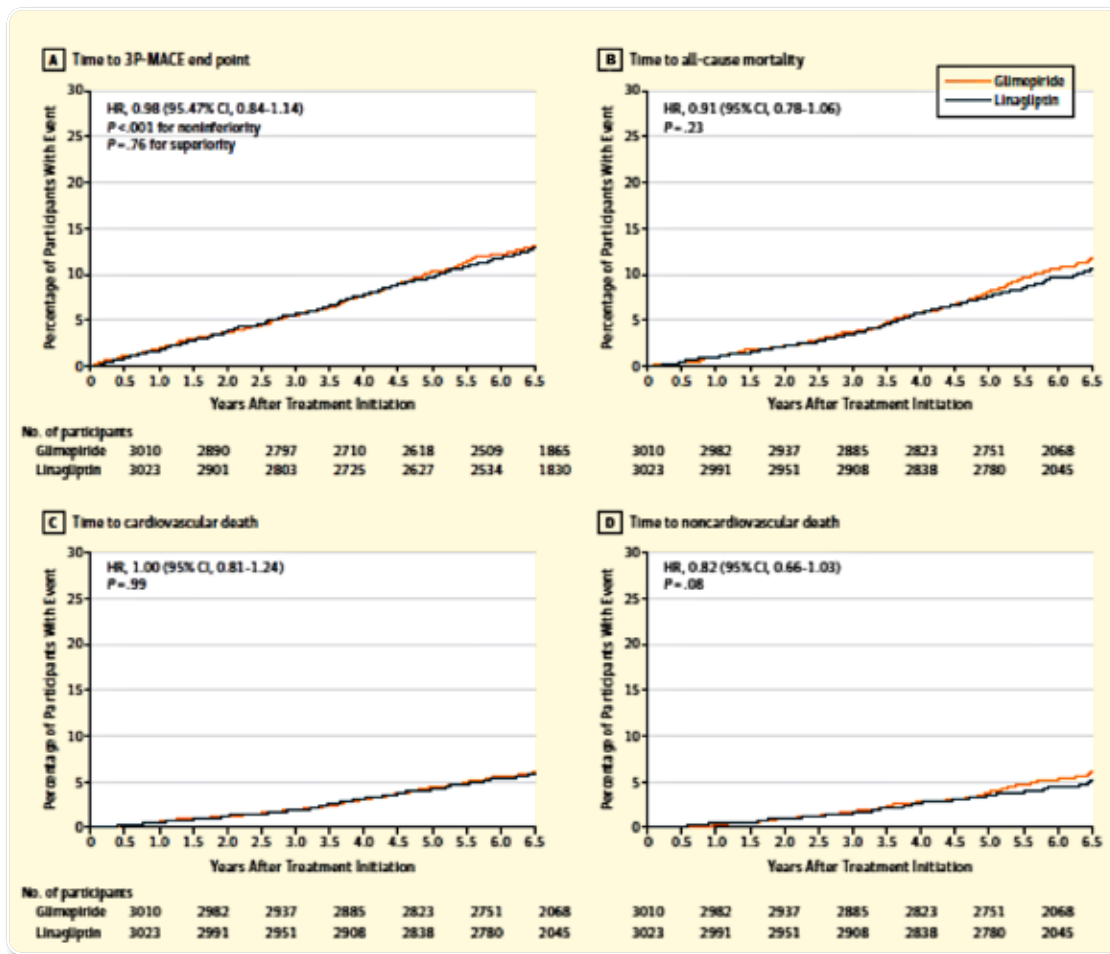 A Time to 3P-MACE end point
HR, 0.98 (95.47% CI, 0.84-1.14)
P<.001 for noninferiority
P=.76 for superiority
Percentage of Participants With Event
30
25
20
15
10
5
0
0 0.5 1.0 1.5 2.0 2.5 3.0 3.5 4.0 4.5 5.0 5.5 6.0 6.5
Years After Treatment Initiation
No. of participants
Glimepiride 3010 2890 2797 2710 2618 2509 1865
Linagliptin 3023 2901 2803 2725 2627 2534 1830
B Time to all-cause mortality
Glimepiride
Linagliptin
HR, 0.91 (95% CI, 0.78-1.06)
P=.23
Percentage of Participants With Event
30
25
20
15
10
5
0
0 0.5 1.0 1.5 2.0 2.5 3.0 3.5 4.0 4.5 5.0 5.5 6.0 6.5
Years After Treatment Initiation
3010 2982 2937 2885 2823 2751 2068
3023 2991 2951 2908 2838 2780 2045
C Time to cardiovascular death
HR, 1.00 (95% CI, 0.81-1.24)
P=.99
Percentage of Participants With Event
30
25
20
15
10
5
0
0 0.5 1.0 1.5 2.0 2.5 3.0 3.5 4.0 4.5 5.0 5.5 6.0 6.5
Years After Treatment Initiation
No. of participants
Glimepiride 3010 2982 2937 2885 2823 2751 2068
Linagliptin 3023 2991 2951 2908 2838 2780 2045
D Time to noncardiovascular death
HR, 0.82 (95% CI, 0.66-1.03)
P=.08
Percentage of Participants With Event
30
25
20
15
10
5
0
0 0.5 1.0 1.5 2.0 2.5 3.0 3.5 4.0 4.5 5.0 5.5 6.0 6.5
Years After Treatment Initiation
3010 2982 2937 2885 2823 2751 2068
3023 2991 2951 2908 2838 2780 2045